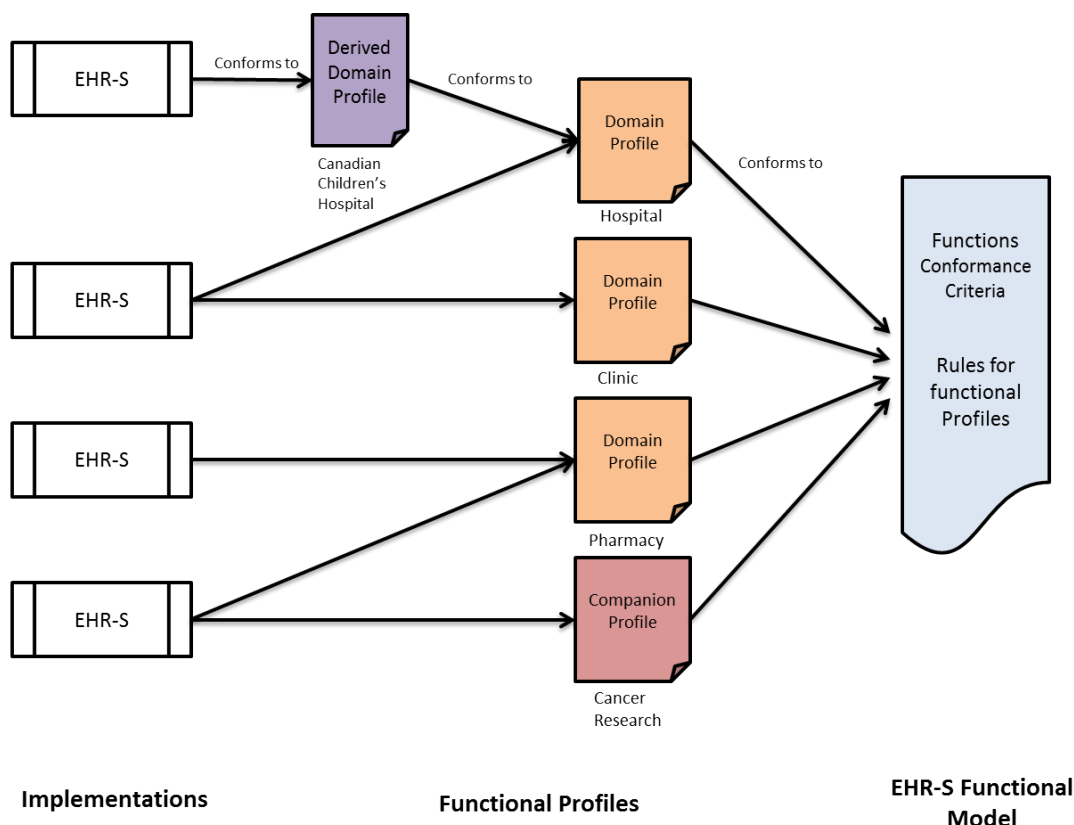 EHR-S
Conforms to
Derived
Domain
Profile
Canadian
Children's
Hospital
Conforms to
Domain
Profile
Hospital
Conforms to
EHR-S
Domain
Profile
Clinic
Functions
Conformance
Criteria
Rules for
functional
Profiles
EHR-S
Domain
Profile
Pharmacy
EHR-S
Companion
Profile
Cancer
Research
Implementations
Functional Profiles
EHR-S Functional
Model